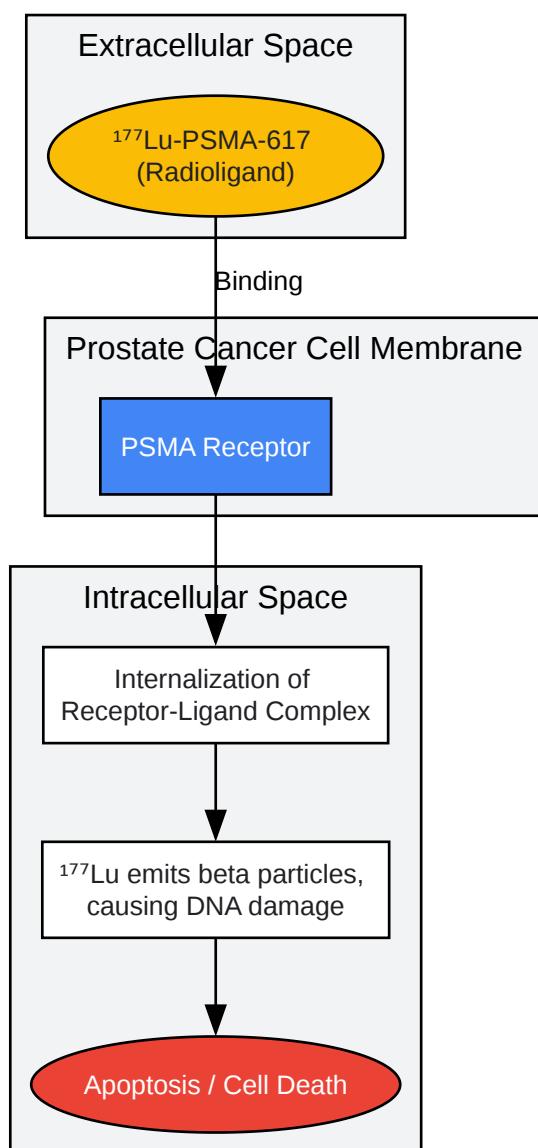 Extracellular Space
¹⁷⁷Lu-PSMA-617
(Radioligand)
Binding
Prostate Cancer Cell Membrane
PSMA Receptor
Intracellular Space
Internalization of
Receptor-Ligand Complex
¹⁷⁷Lu emits beta particles,
causing DNA damage
Apoptosis / Cell Death